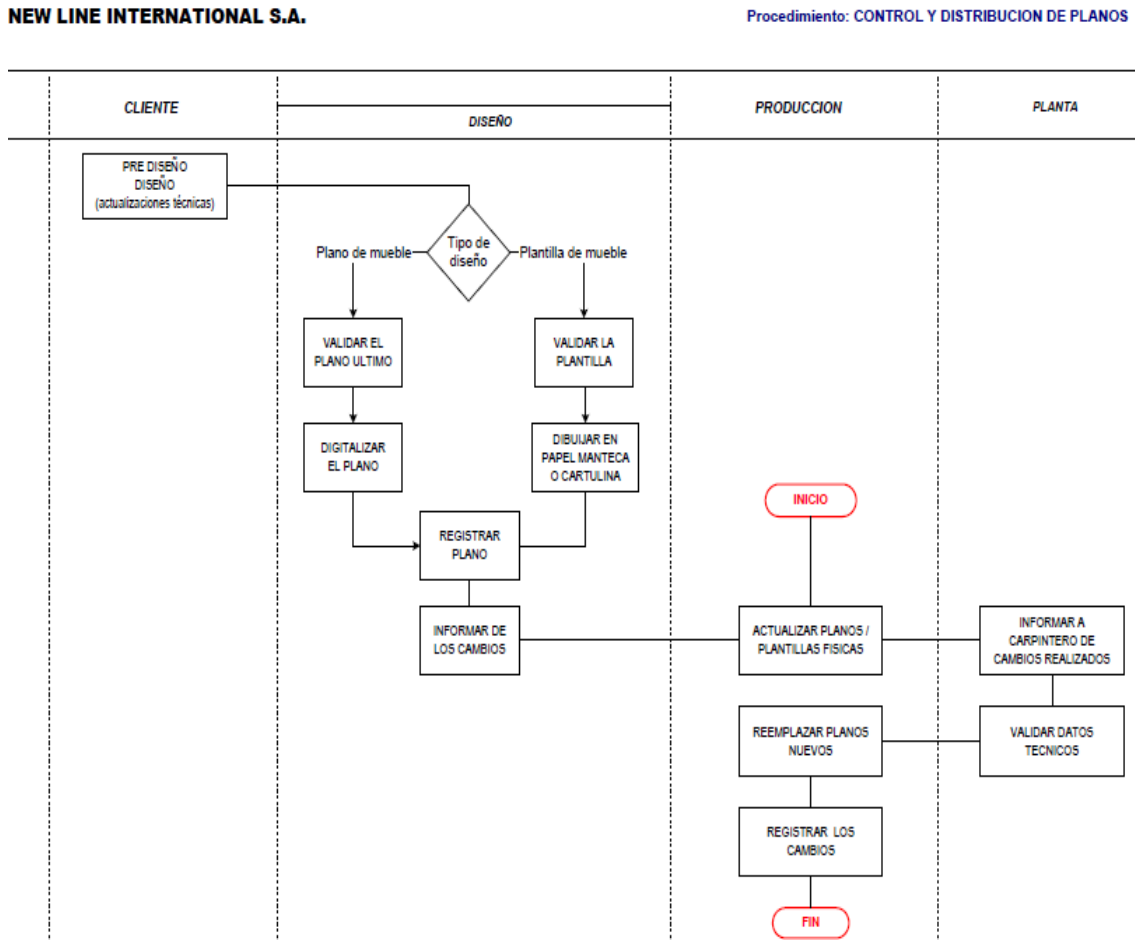 NEW LINE INTERNATIONAL S.A.
Procedimiento: CONTROL Y DISTRIBUCION DE PLANOS
CLIENTE
DISEÑO
PRODUCCION
PLANTA
PRE DISEÑO
DISEÑO
(actualizaciones técnicas)
Tipo de
diseño
Plano de mueble
Plantilla de mueble
VALIDAR EL
PLANO ULTIMO
VALIDAR LA
PLANTILLA
DIGITALIZAR
EL PLANO
DIBUIJAR EN
PAPEL MANTECA
O CARTULINA
REGISTRAR
PLANO
INICIO
INFORMAR DE
LOS CAMBIOS
ACTUALIZAR PLANOS /
PLANTILLAS FISICAS
INFORMAR A
CARPINTERO DE
CAMBIOS REALIZADOS
REEMPLAZAR PLANOS
NUEVOS
VALIDAR DATOS
TECNICOS
REGISTRAR LOS
CAMBIOS
FIN